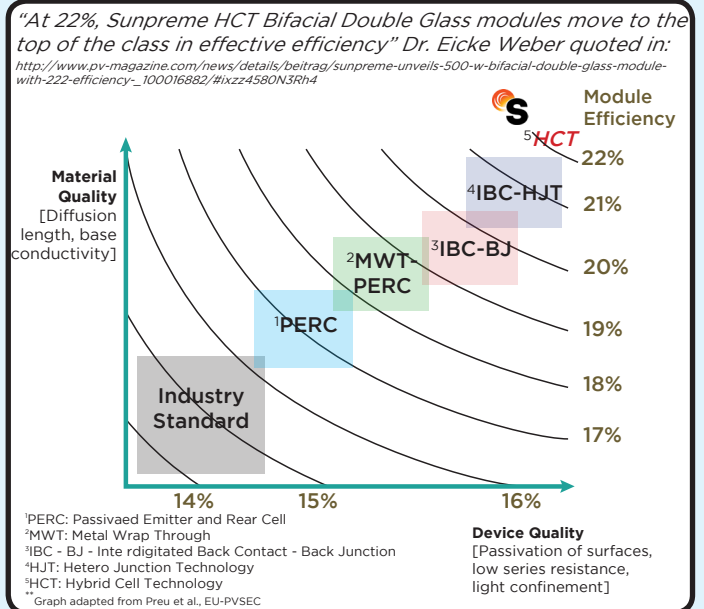 “At 22%, Sunpreme HCT Bifacial Double Glass modules move to the
top of the class in effective efficiency” Dr. Eicke Weber quoted in:
http://www.pv-magazine.com/news/details/beitrag/sunpreme-unveils-500-w-bifacial-double-glass-module-
with-222-efficiency-_100016882/#ixzz4580N3Rh4
S
Module
Efficiency
5HCT
22%
Material
Quality
[Diffusion
length, base
conductivity]
4IBC-HJT
21%
3IBC-BJ
20%
2MWT-
PERC
19%
1PERC
18%
Industry
Standard
17%
14%
15%
16%
1PERC: Passivaed Emitter and Rear Cell
2MWT: Metal Wrap Through
3IBC - BJ - Inte rdigitated Back Contact - Back Junction
4HJT: Hetero Junction Technology
5HCT: Hybrid Cell Technology
**Graph adapted from Preu et al., EU-PVSEC
Device Quality
[Passivation of surfaces,
low series resistance,
light confinement]